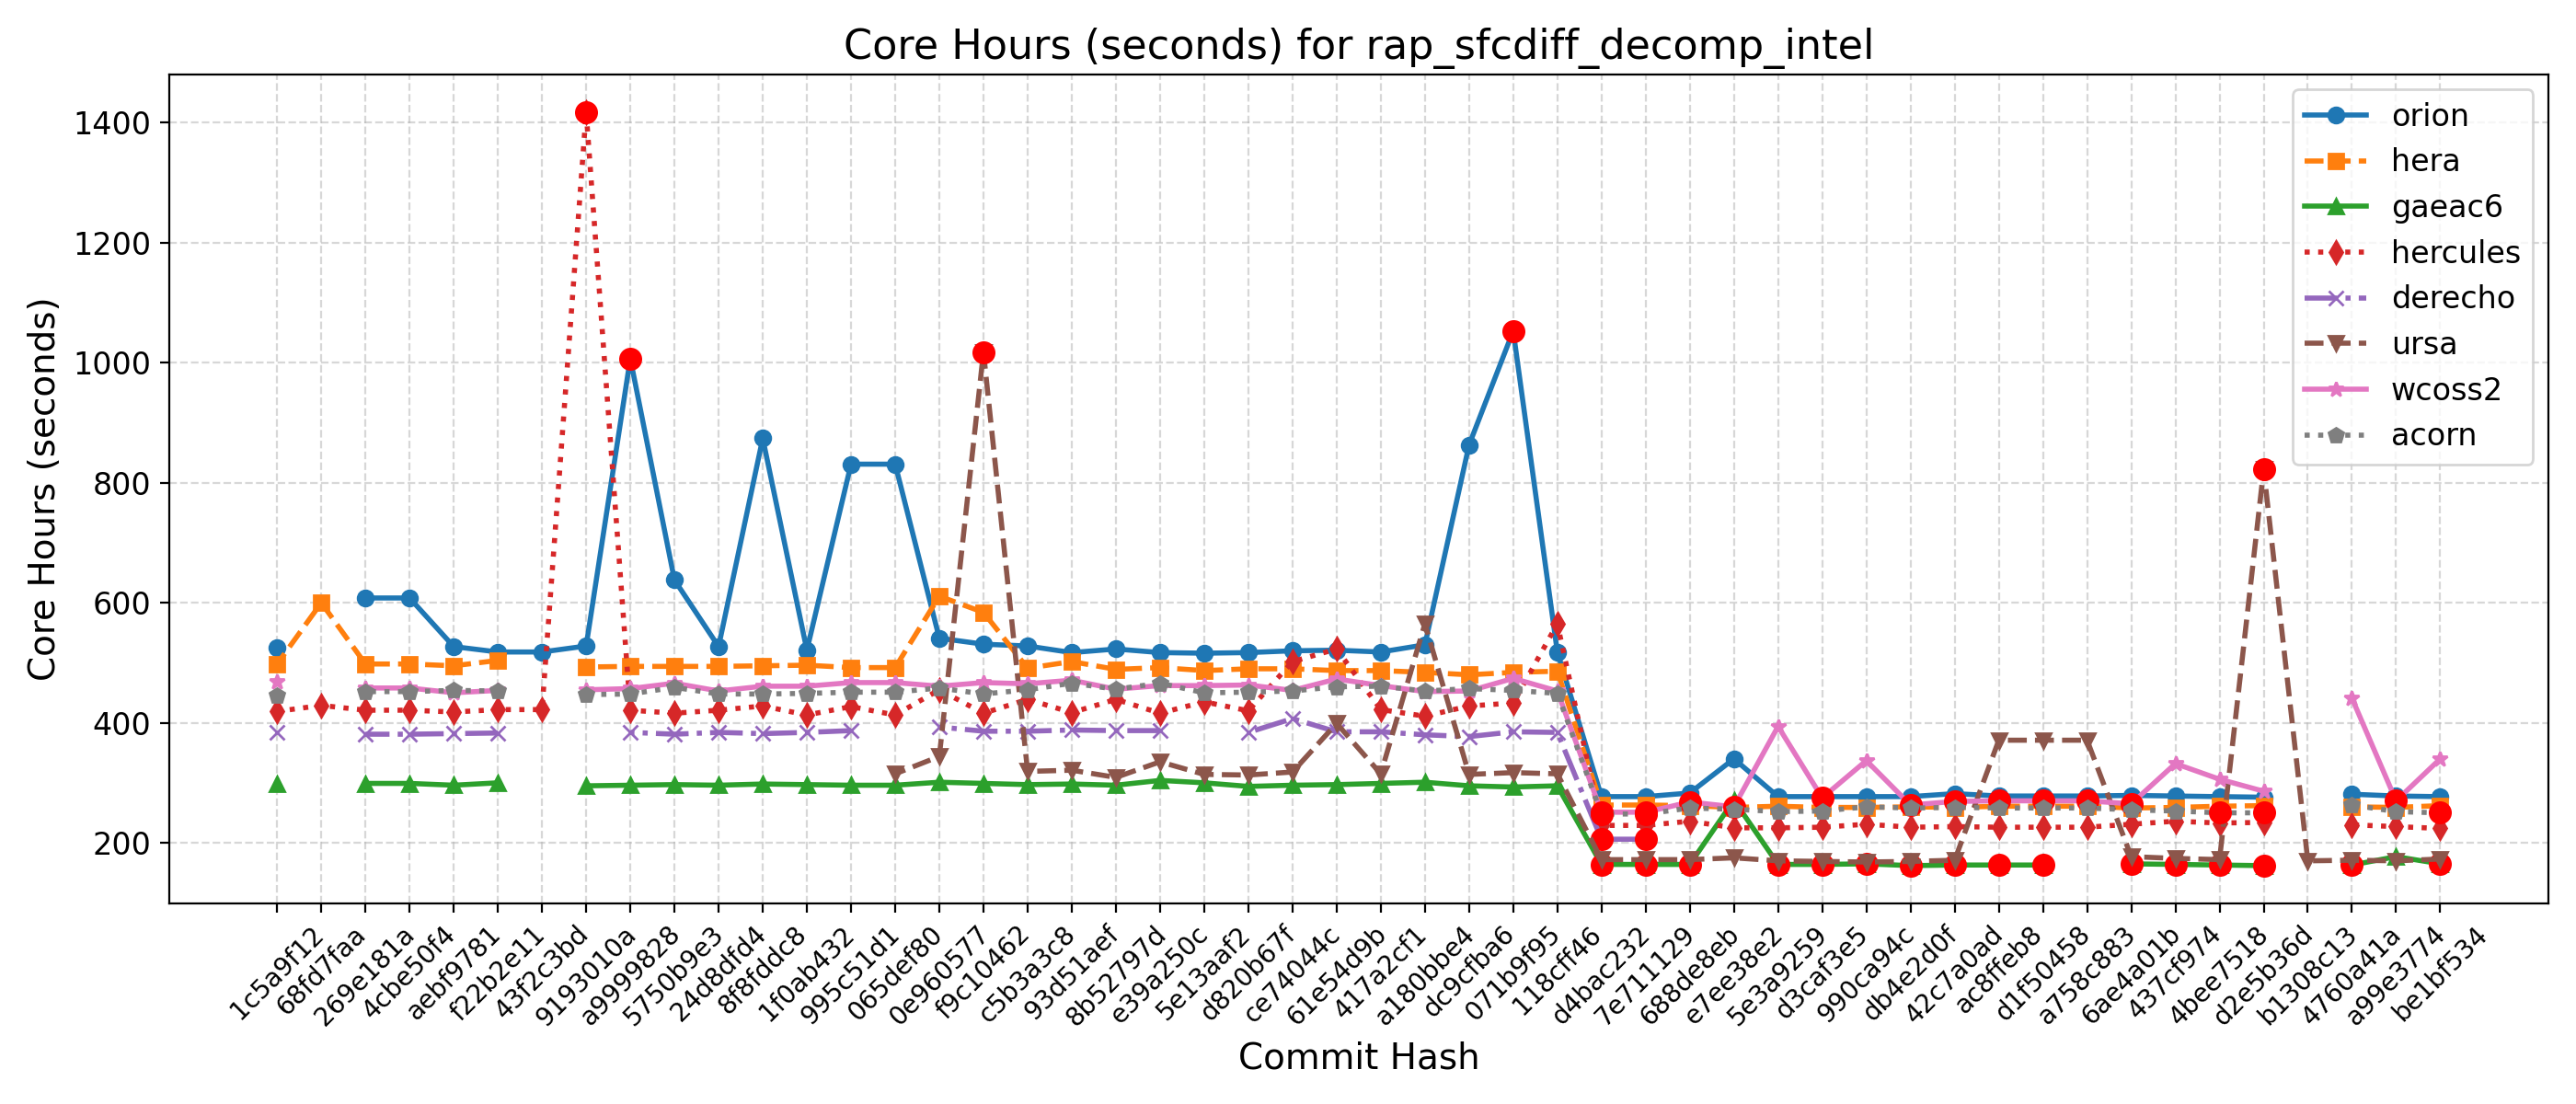 Core Hours (seconds) for rap_sfcdiff_decomp_intel
Core Hours (seconds)
1400
1200
1000
800
600
400
200
orion
hera
gaeac6
hercules
derecho
ursa
wcoss2
acorn
1c5a9f12
68fd7faa
269e181a
4cbe50f4
aebf9781
f22b2e11
43f2c3bd
9193010a
a9999828
5750b9e3
24d8dfd4
8f8fddc8
1f0ab432
995c51d1
065def80
0e960577
f9c10462
c5b3a3c8
93d51aef
8b52797d
e39a250c
5e13aaf2
d820b67f
ce74044c
61e54d9b
417a2cf1
a180bbe4
dc9cfba6
071b9f95
118cff46
d4bac232
7e711129
688de8eb
e7ee38e2
5e3a9259
d3caf3e5
990ca94c
db4e2d0f
42c7a0ad
ac8ffeb8
d1f50458
a758c883
6ae4a01b
437cf974
4bee7518
d2e5b36d
b1308c13
4760a41a
a99e3774
be1bf534
Commit Hash